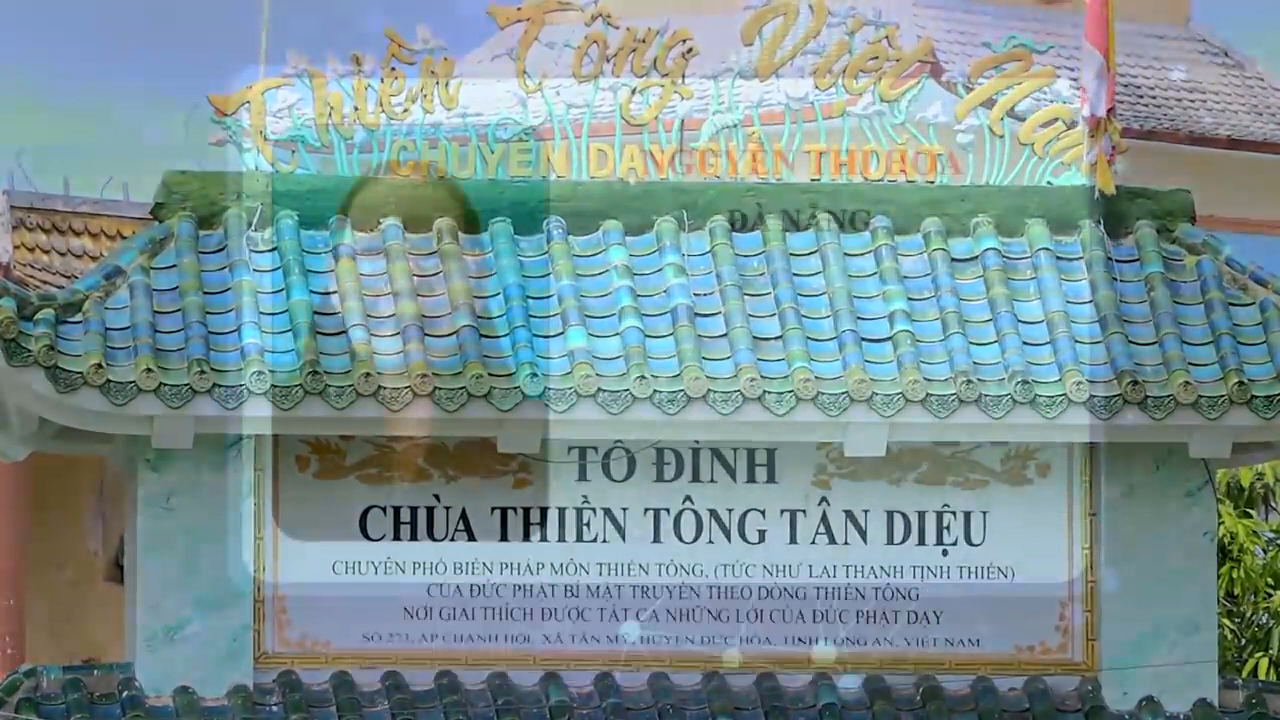 Thiền Tông Việt Nam
CHUYÊN DẠY GIẢI THOÁT
ĐÀ NẴNG
TỔ ĐÌNH
CHÙA THIỀN TÔNG TÂN DIỆU
CHUYÊN PHỔ BIẾN PHÁP MÔN THIỀN TÔNG, (TỨC NHƯ LAI THANH TỊNH THIỀN)
CỦA ĐỨC PHẬT BÍ MẬT TRUYỀN THEO DÒNG THIỀN TÔNG
NƠI GIẢI THÍCH ĐƯỢC TẤT CẢ NHỮNG LỜI CỦA ĐỨC PHẬT DẠY
SỐ 273, ẤP CHÁNH HỘI, XÃ TÂN MỸ, HUYỆN ĐỨC HÒA, TỈNH LONG AN, VIỆT NAM